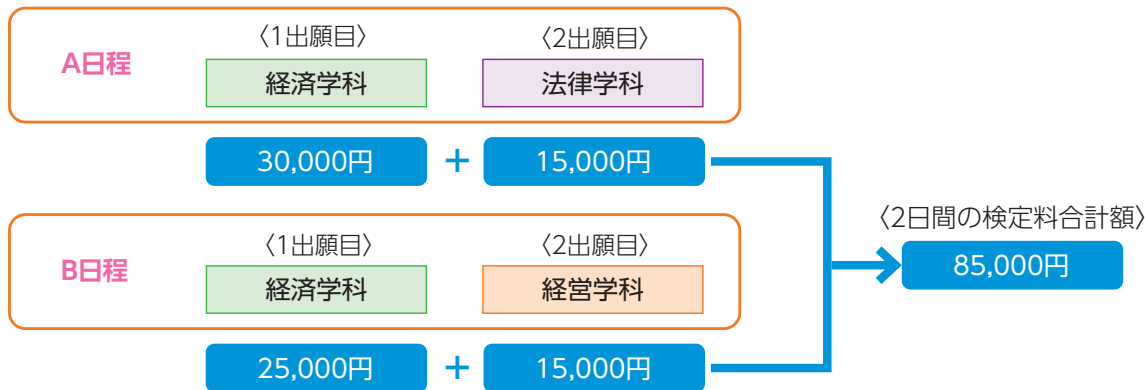 〈1出願目〉 〈2出願目〉
A日程 経済学科 法律学科
30,000円 + 15,000円
〈2日間の検定料合計額〉
85,000円
〈1出願目〉 〈2出願目〉
B日程 経済学科 経営学科
25,000円 + 15,000円